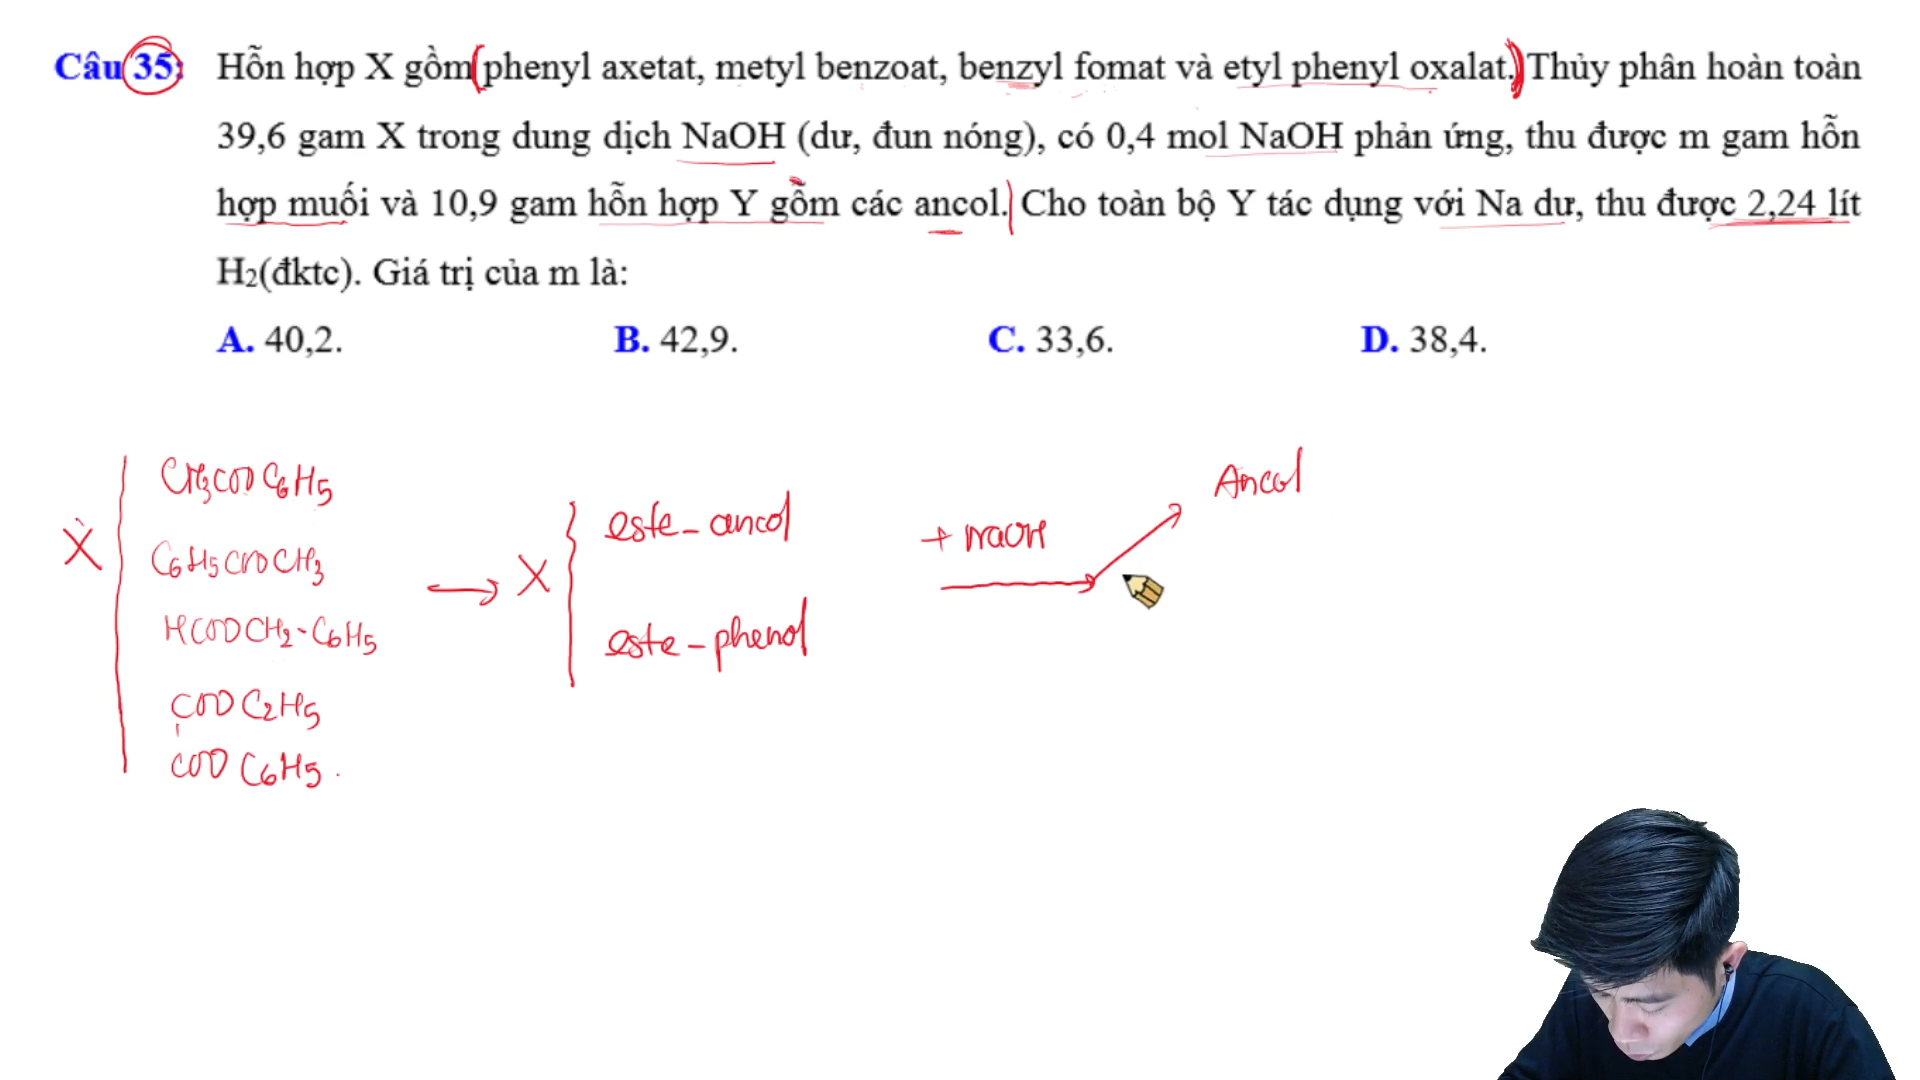 Câu 35: Hỗn hợp X gồm(phenyl axetat, metyl benzoat, benzyl fomat và etyl phenyl oxalat.) Thủy phân hoàn toàn
39,6 gam X trong dung dịch NaOH (dư, đun nóng), có 0,4 mol NaOH phản ứng, thu được m gam hỗn
hợp muối và 10,9 gam hỗn hợp Y gồm các ancol. Cho toàn bộ Y tác dụng với Na dư, thu được 2,24 lít
H2(đktc). Giá trị của m là:
A. 40,2. B. 42,9. C. 33,6. D. 38,4.
X
CH3COOC6H5
C6H5COOCH3
HCOOCH2-C6H5
COOC2H5
COOC6H5.
X
este-ancol
este-phenol
+ NaOH
Ancol